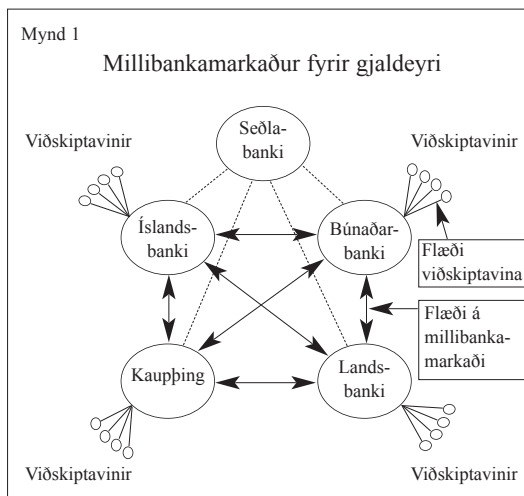 Mynd 1
Millibankamarkaður fyrir gjaldeyri
Seðla-
banki
Viðskiptavinir
Viðskiptavinir
Íslands-
banki
Búnaðar-
banki
Flæði
viðskiptavina
Flæði á
millibanka-
markaði
Kaupþing
Lands-
banki
Viðskiptavinir
Viðskiptavinir